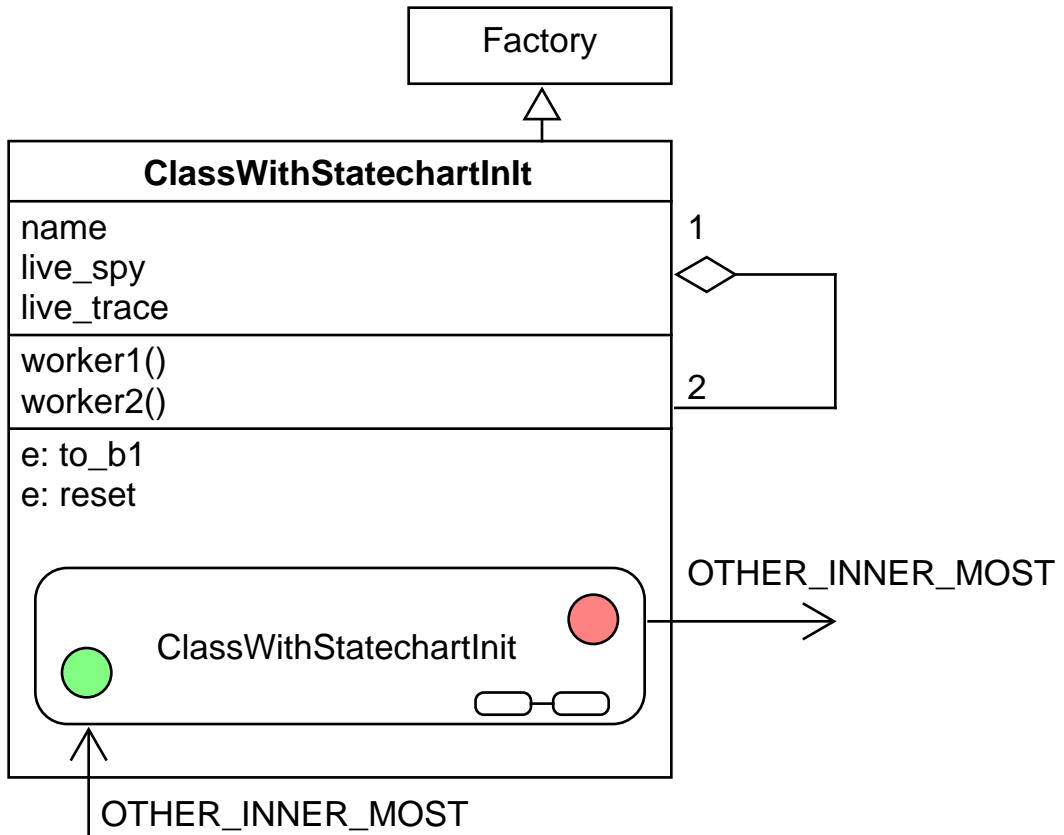 Factory
ClassWithStatechartInIt
name
1
live_spy
live_trace
worker1()
worker2()
2
e: to_b1
e: reset
OTHER_INNER_MOST
ClassWithStatechartInit
OTHER_INNER_MOST